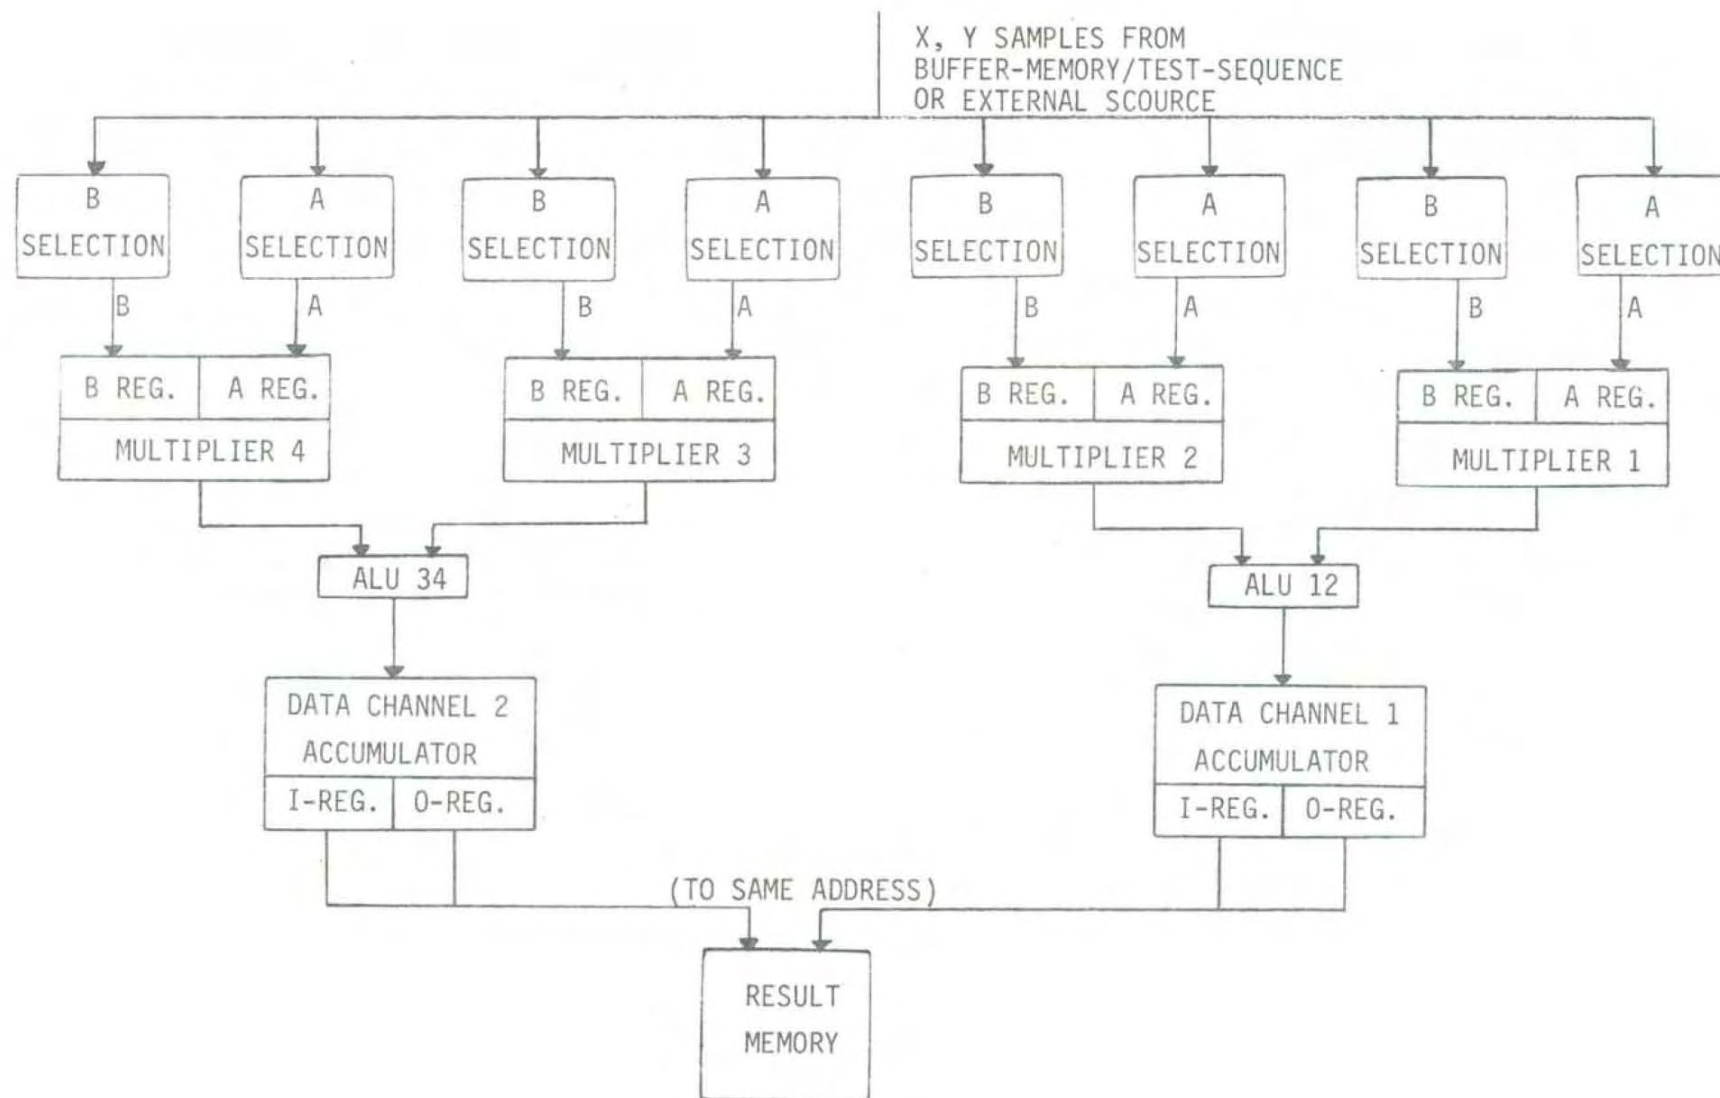 X, Y SAMPLES FROM
BUFFER-MEMORY/TEST-SEQUENCE
OR EXTERNAL SCOURCE
B
SELECTION
A
SELECTION
B
SELECTION
A
SELECTION
B
SELECTION
A
SELECTION
B
SELECTION
A
SELECTION
B
A
B
A
B
A
B
A
B REG.
A REG.
MULTIPLIER 4
B REG.
A REG.
MULTIPLIER 3
B REG.
A REG.
MULTIPLIER 2
B REG.
A REG.
MULTIPLIER 1
ALU 34
ALU 12
DATA CHANNEL 2
ACCUMULATOR
I-REG.
O-REG.
DATA CHANNEL 1
ACCUMULATOR
I-REG.
O-REG.
(TO SAME ADDRESS)
RESULT
MEMORY